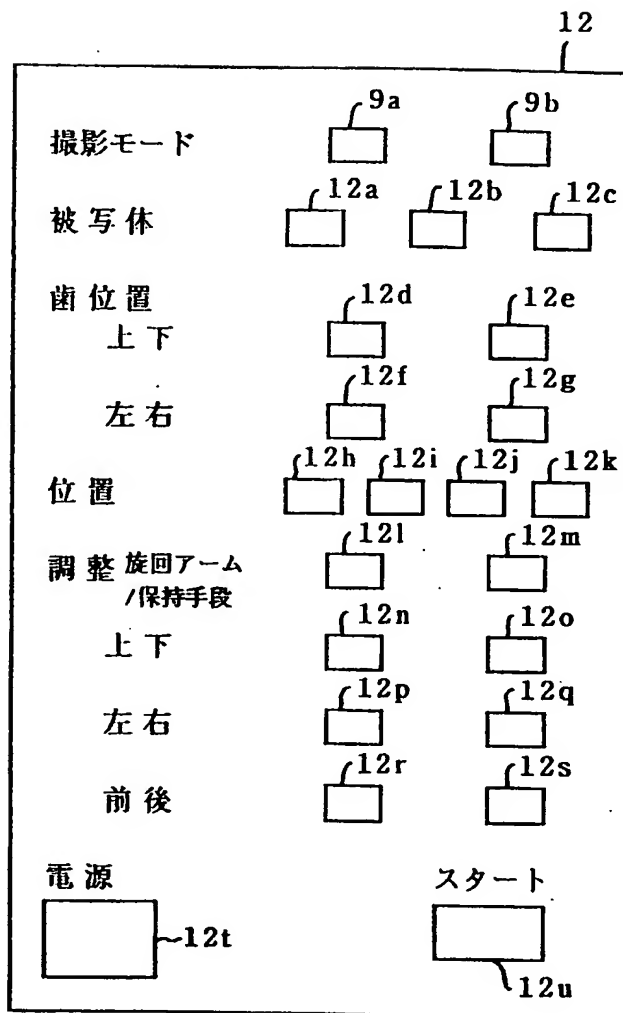 12
9a 9b
撮影モード
12a 12b 12c
被写体
歯位置 12d 12e
上下
12f 12g
左右
12h 12i 12j 12k
位置
12l 12m
調整 旋回アーム
/保持手段
12n 12o
上下
12p 12q
左右
12r 12s
前後
電源 スタート
12t
12u